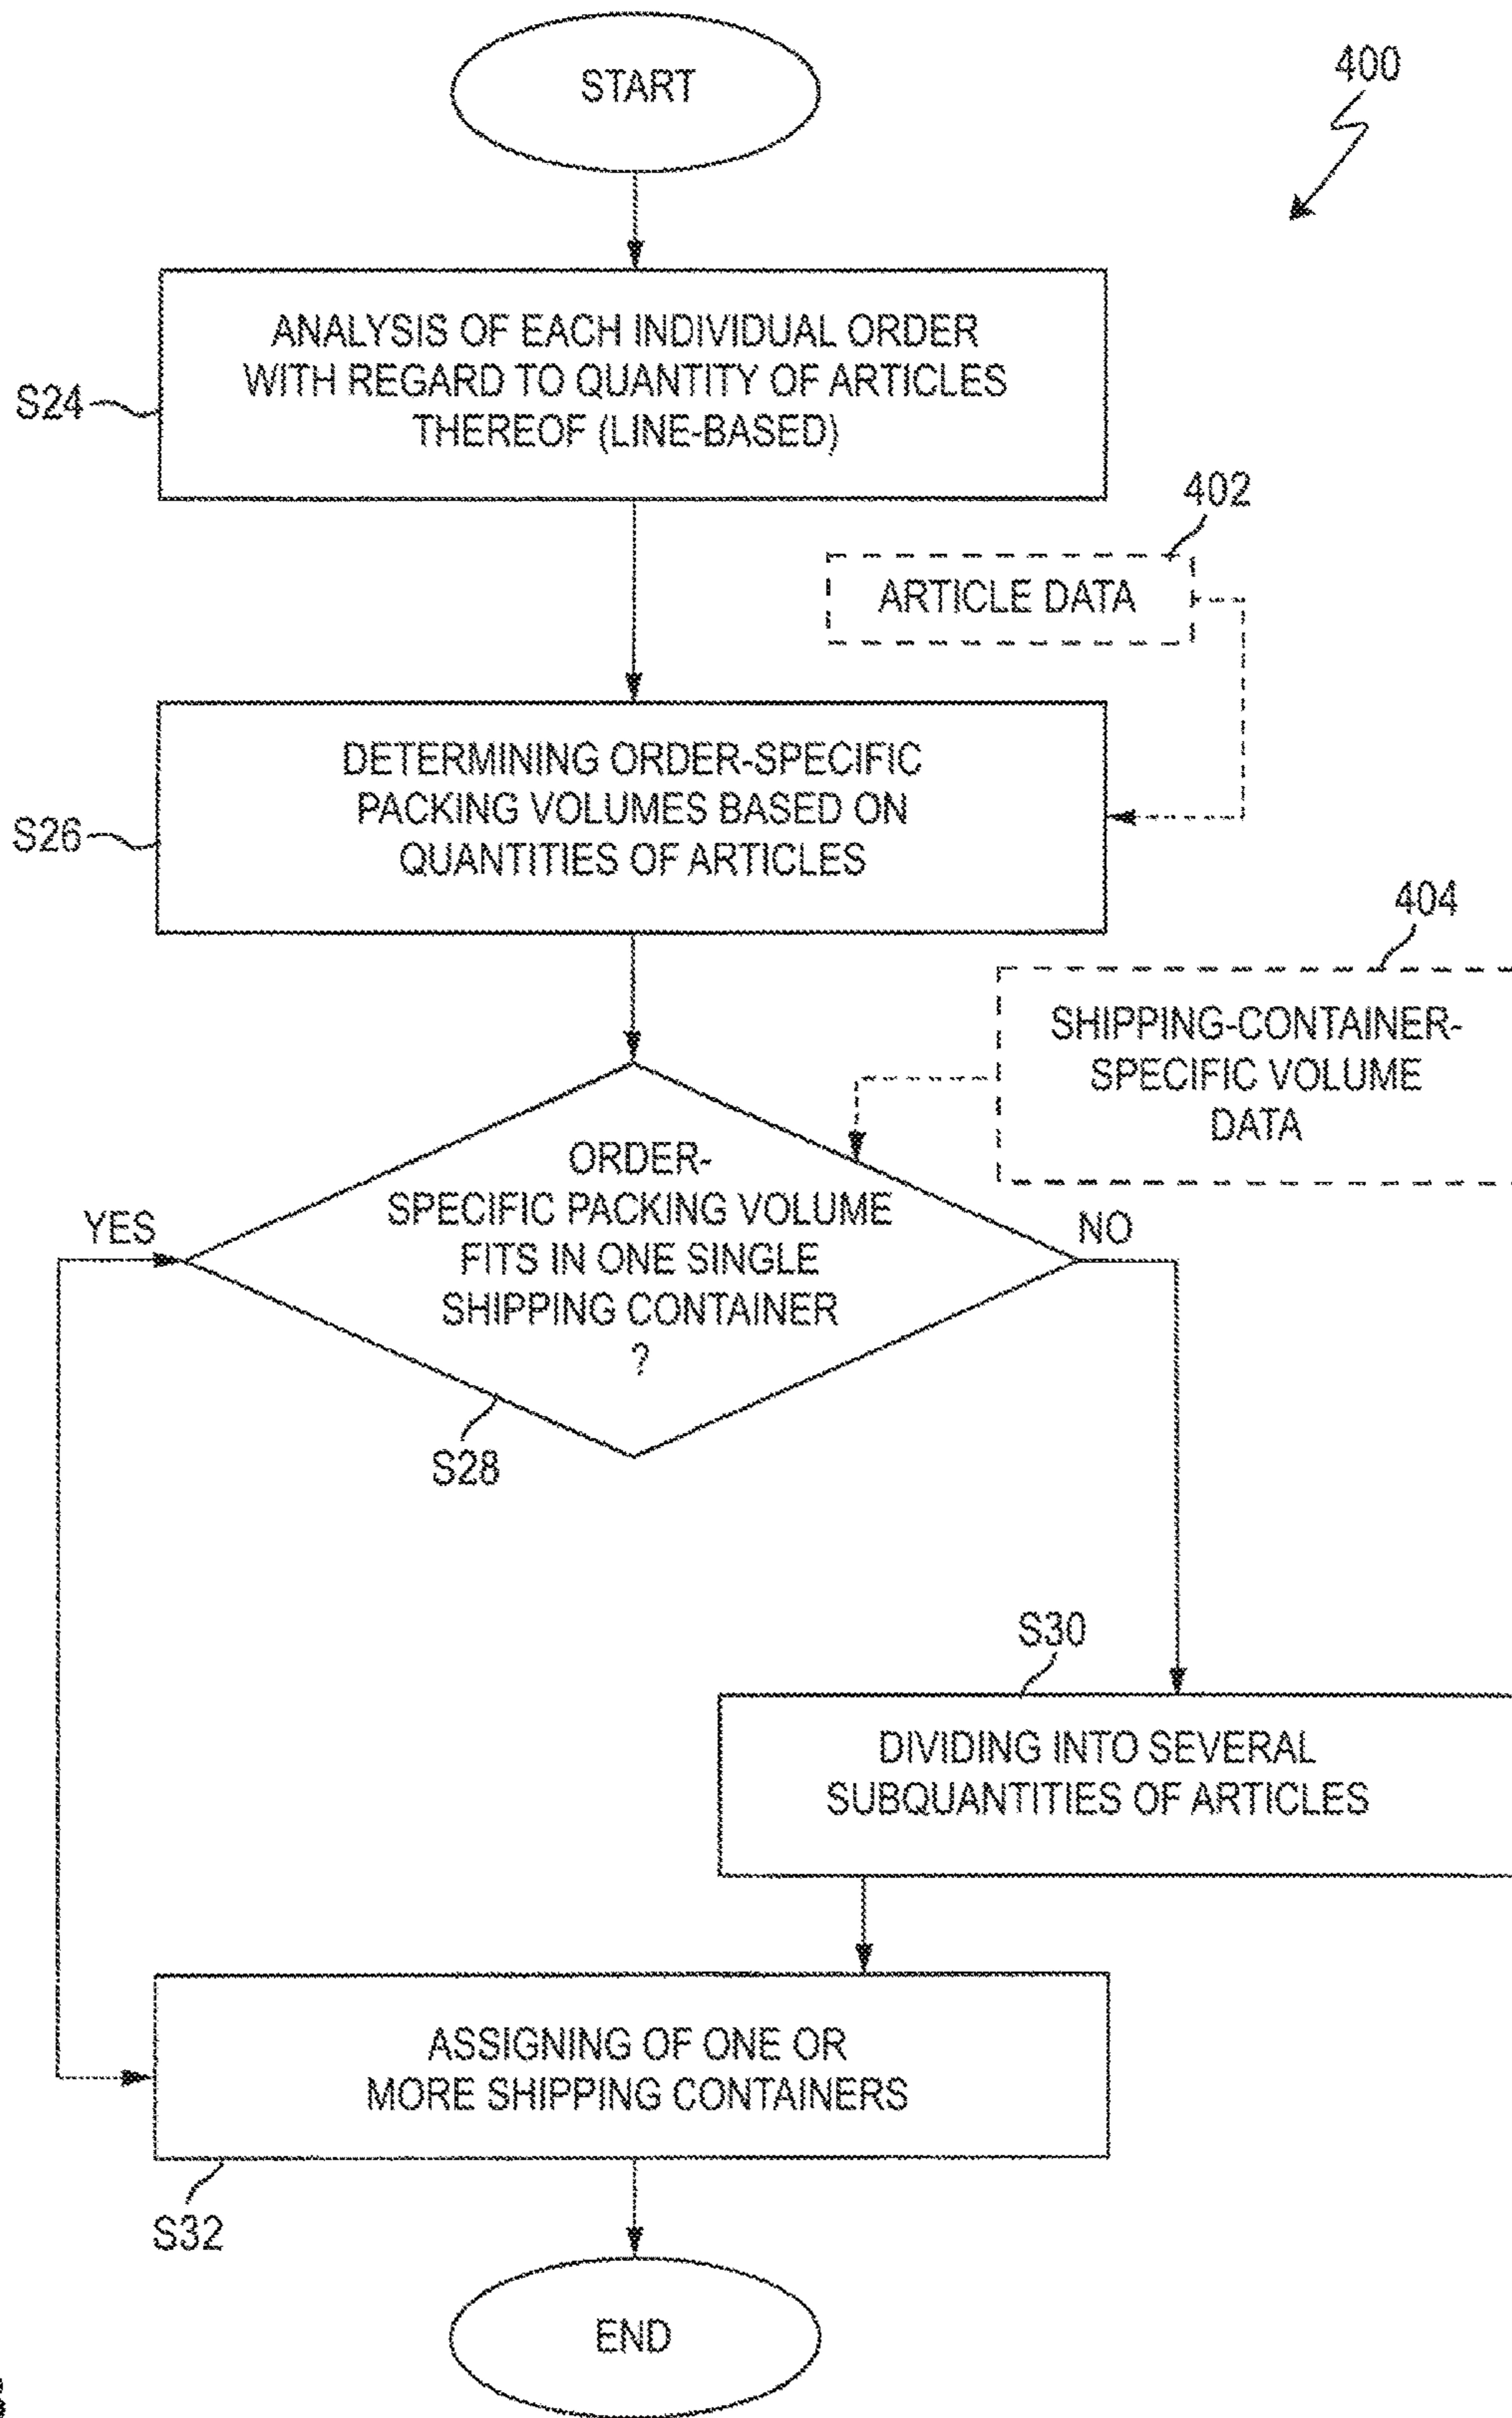 START
400
ANALYSIS OF EACH INDIVIDUAL ORDER
WITH REGARD TO QUANTITY OF ARTICLES
THEREOF (LINE-BASED)
S24
402
ARTICLE DATA
DETERMINING ORDER-SPECIFIC
PACKING VOLUMES BASED ON
QUANTITIES OF ARTICLES
S26
404
SHIPPING-CONTAINER-
SPECIFIC VOLUME
DATA
ORDER-
SPECIFIC PACKING VOLUME
FITS IN ONE SINGLE
SHIPPING CONTAINER
?
YES
NO
S28
S30
DIVIDING INTO SEVERAL
SUBQUANTITIES OF ARTICLES
ASSIGNING OF ONE OR
MORE SHIPPING CONTAINERS
S32
END